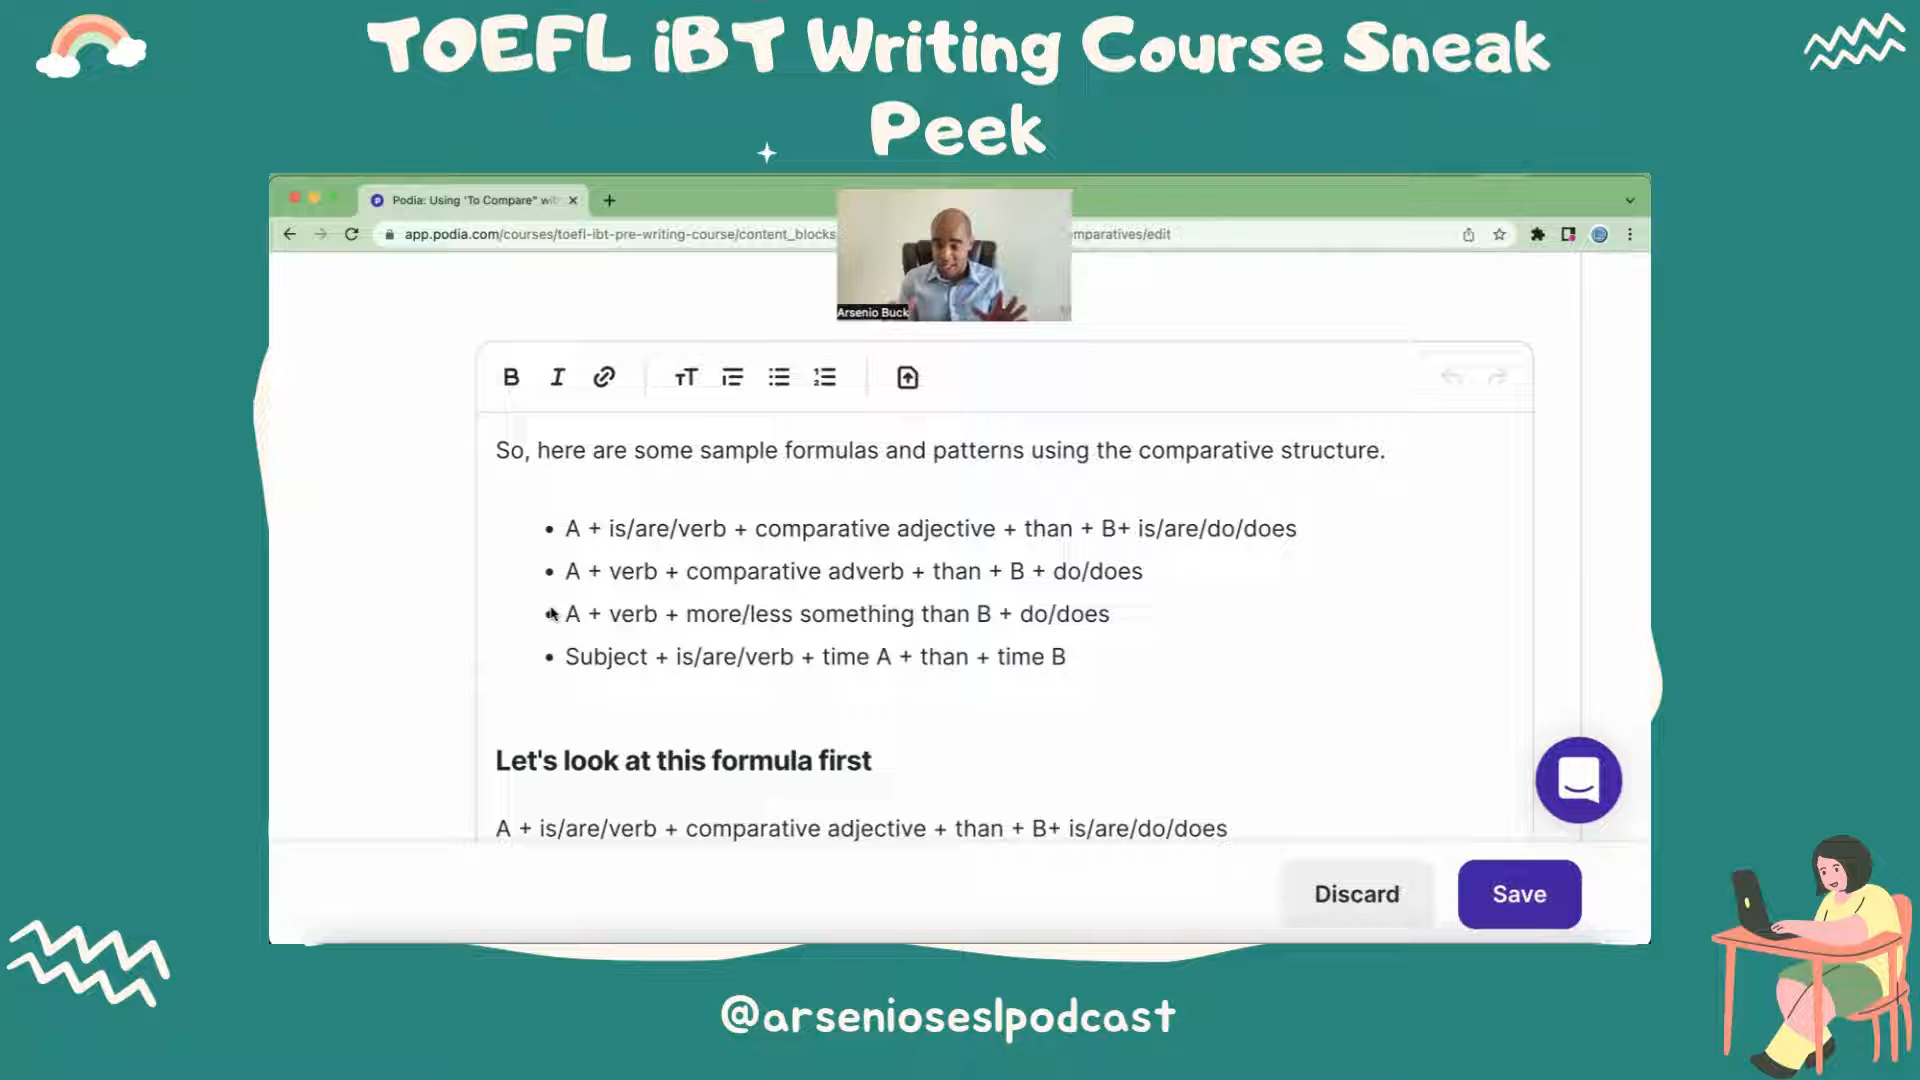 TOEFL iBT Writing Course Sneak
Peek
Podia: Using 'To Compare" wit
app.podia.com/courses/toefl-ibt-pre-writing-course/content_blocks
mparatives/edit
Arsenio Buck
B I
So, here are some sample formulas and patterns using the comparative structure.
• A + is/are/verb + comparative adjective + than + B+ is/are/do/does
• A + verb + comparative adverb + than + B + do/does
• A + verb + more/less something than B + do/does
• Subject + is/are/verb + time A + than + time B
Let's look at this formula first
A + is/are/verb + comparative adjective + than + B+ is/are/do/does
Discard
Save
@arsenioseslpodcast